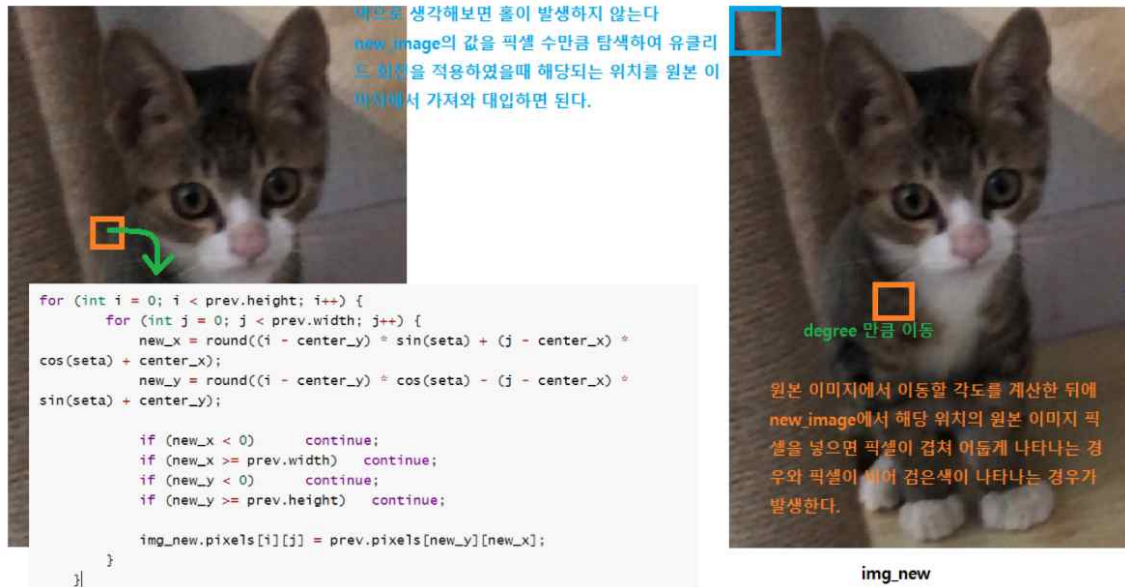 생각해보면 홀이 발생하지 않는다
new_image의 값을 픽셀 수만큼 탐색하여 유클리
드 회전을 적용하였을때 해당되는 위치를 원본 이
미지에서 가져와 대입하면 된다.
for (int i = 0; i < prev.height; i++) {
for (int j = 0; j < prev.width; j++) {
new_x = round((i - center_y) * sin(seta) + (j - center_x) *
cos(seta) + center_x);
new_y = round((i - center_y) * cos(seta) - (j - center_x) *
sin(seta) + center_y);
if (new_x < 0) continue;
if (new_x >= prev.width) continue;
if (new_y < 0) continue;
if (new_y >= prev.height) continue;
img_new.pixels[i][j] = prev.pixels[new_y][new_x];
}
}
degree 만큼 이동
원본 이미지에서 이동할 각도를 계산한 뒤에
new_image에서 해당 위치의 원본 이미지 픽
셀을 넣으면 픽셀이 겹쳐 어둡게 나타나는 경
우와 픽셀이 비어 검은색이 나타나는 경우가
발생한다.
img_new